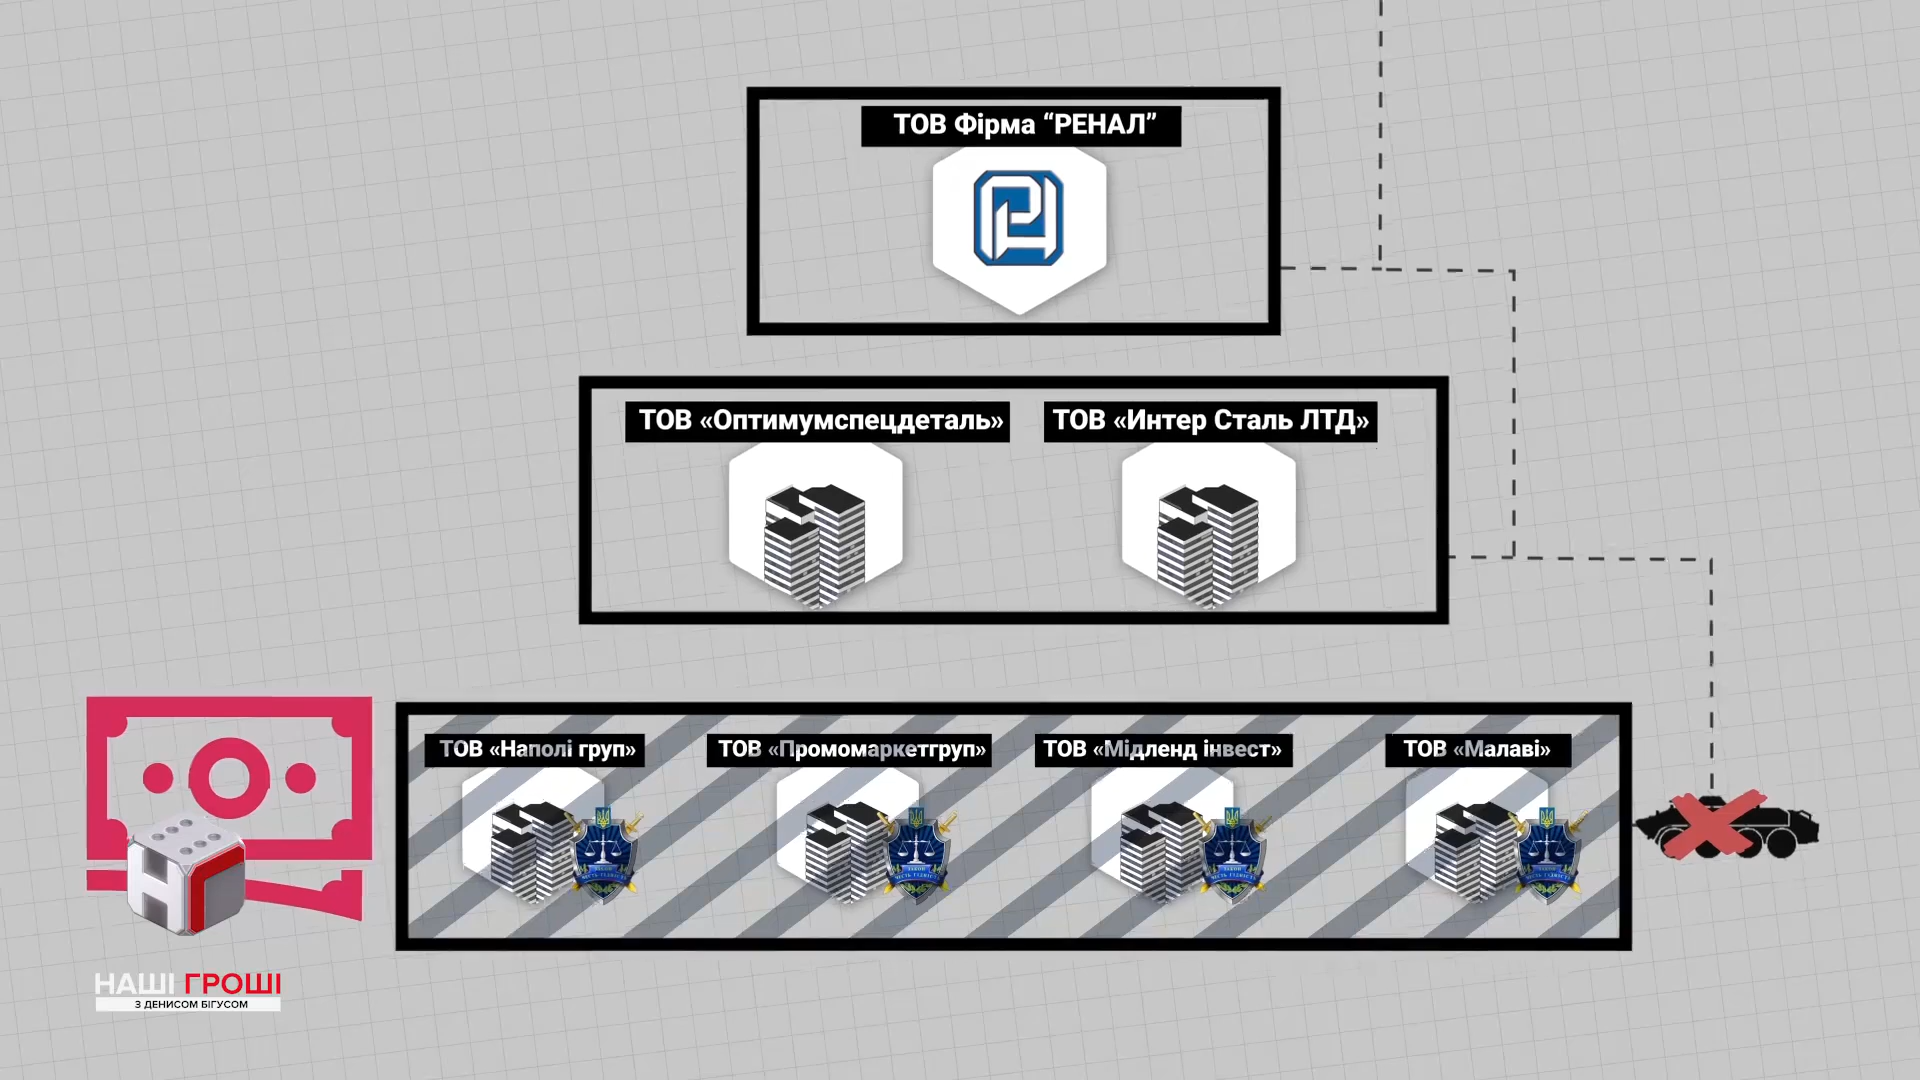 ТОВ Фірма “РЕНАЛ”
ТОВ «Оптимумспецдеталь»
ТОВ «Интер Сталь ЛТД»
ТОВ «Наполі груп»
ТОВ «Промомаркетгруп»
ТОВ «Мідленд інвест»
ТОВ «Малаві»
НАШІ ГРОШІ
З ДЕНИСОМ БІГУСОМ